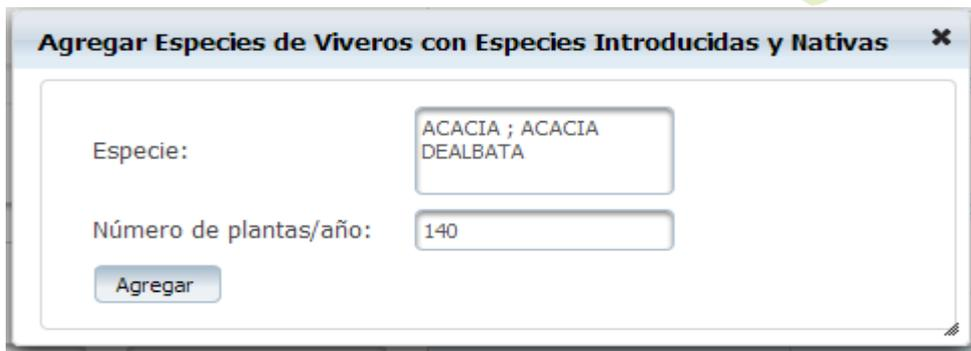 Agregar Especies de Viveros con Especies Introducidas y Nativas
Especie:
ACACIA ; ACACIA
DEALBATA
Número de plantas/año:
140
Agregar